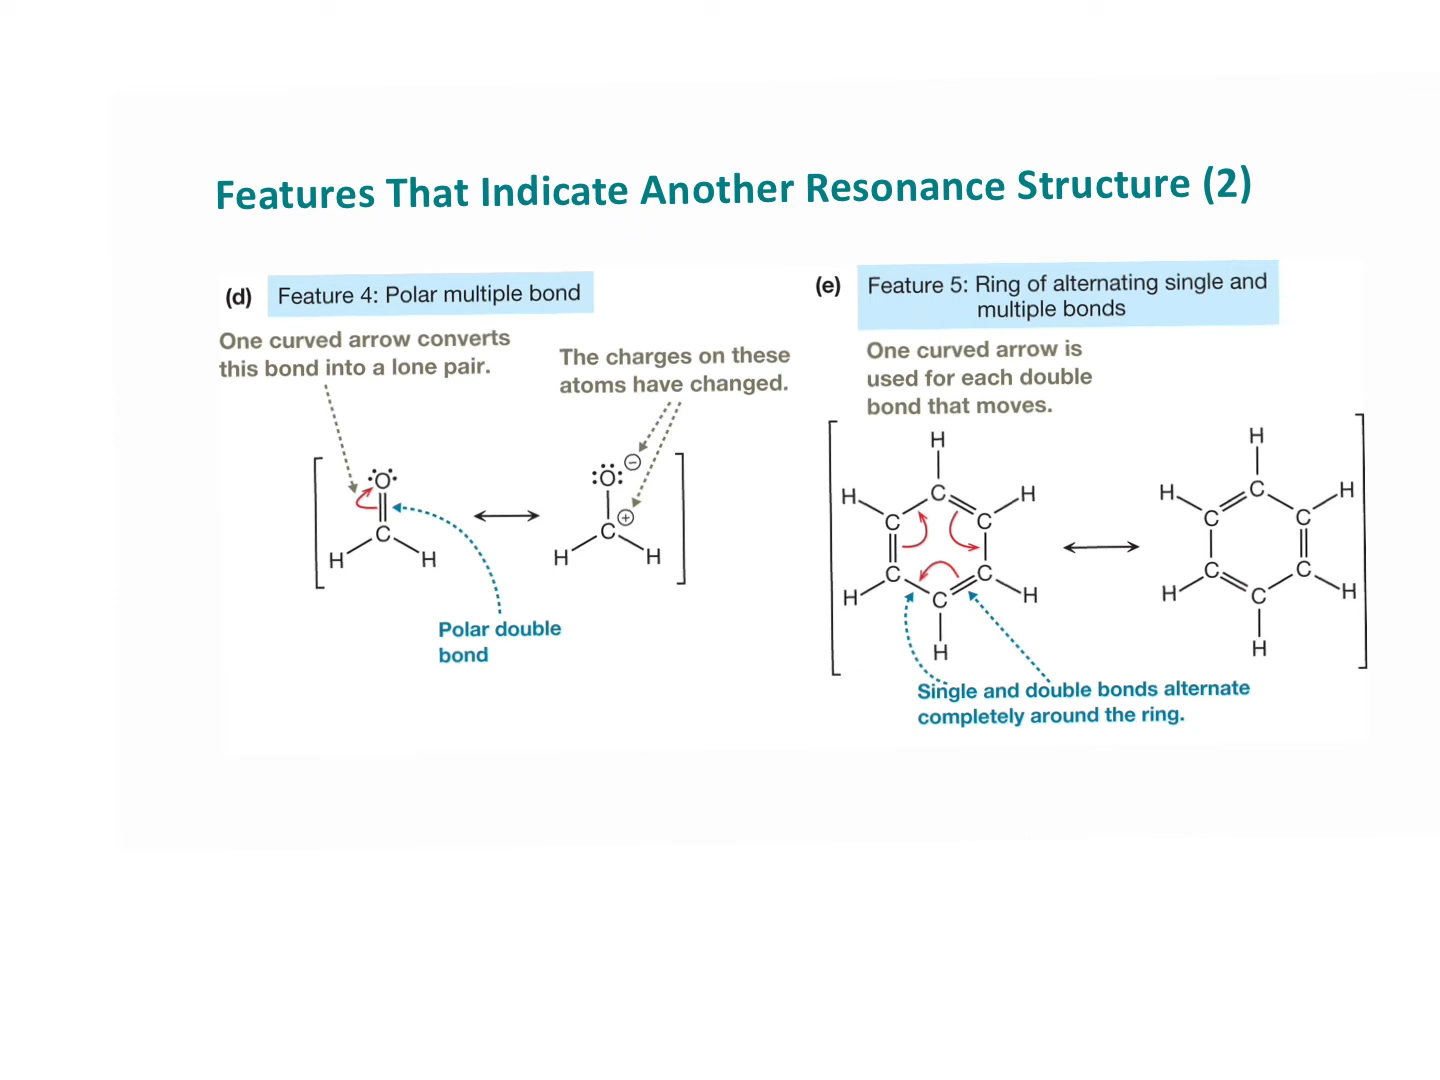 Features That Indicate Another Resonance Structure (2)
(d) Feature 4: Polar multiple bond
One curved arrow converts
this bond into a lone pair.
The charges on these
atoms have changed.
:O:
C
H H
:O: −
+
C
H H
Polar double
bond
(e) Feature 5: Ring of alternating single and
multiple bonds
One curved arrow is
used for each double
bond that moves.
H
H C H
C C
C C
H C H
H
H
H C H
C C
C C
H C H
H
Single and double bonds alternate
completely around the ring.